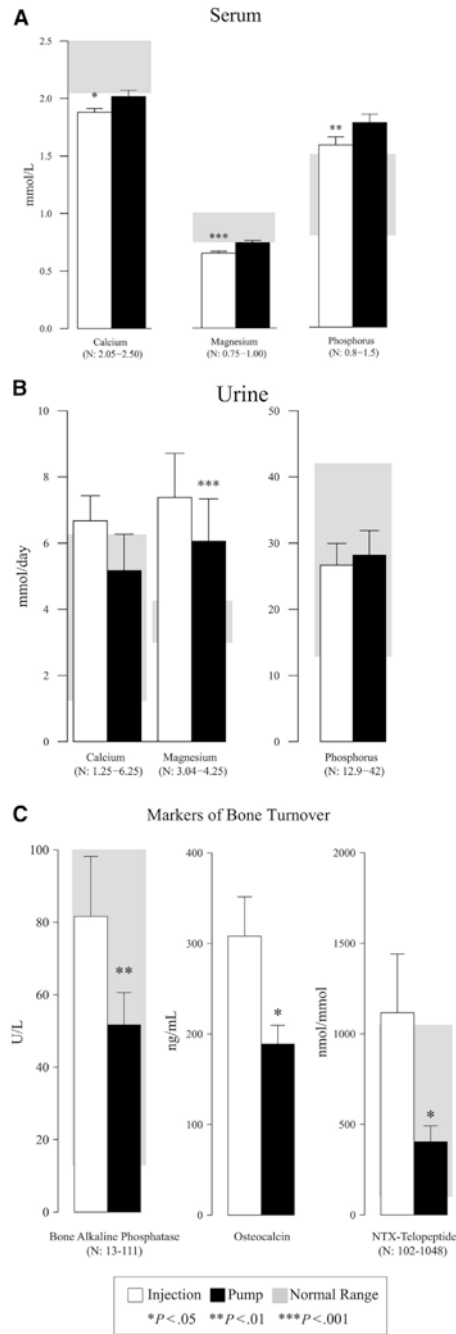 A
Serum
2.5
2.0
1.5
1.0
0.5
0.0
mmol/L
*
***
**
Calcium
(N: 2.05−2.50)
Magnesium
(N: 0.75−1.00)
Phosphorus
(N: 0.8−1.5)
B
Urine
10
8
6
4
2
0
mmol/day
50
40
30
20
10
0
***
Calcium
(N: 1.25−6.25)
Magnesium
(N: 3.04−4.25)
Phosphorus
(N: 12.9−42)
C
Markers of Bone Turnover
100
80
60
40
20
0
U/L
**
400
300
200
100
0
ng/mL
*
2000
1500
1000
500
0
nmol/mmol
*
Bone Alkaline Phosphatase
(N: 13-111)
Osteocalcin
NTX-Telopeptide
(N: 102-1048)
Injection Pump Normal Range
*P<.05 **P<.01 ***P<.001